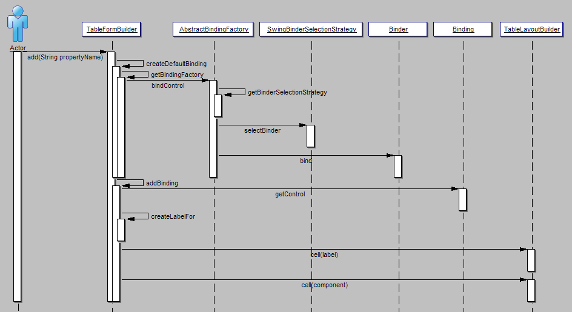 TableFormBuilder
AbstractBindingFactory
SwingBinderSelectionStrategy
Binder
Binding
TableLayoutBuilder
Actor
add(String propertyName)
createDefaultBinding
getBindingFactory
bindControl
getBinderSelectionStrategy
selectBinder
bind
addBinding
getControl
createLabelFor
cell(label)
cell(component)